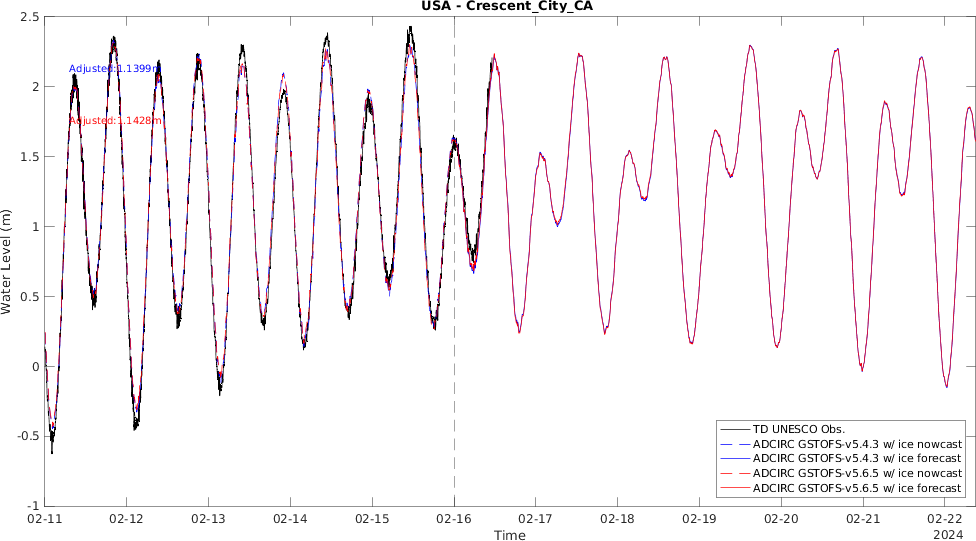 USA - Crescent_City_CA
2.5
2
1.5
1
0.5
0
-0.5
-1
Water Level (m)
Adjusted:1.1399m
Adjusted:1.1428m
TD UNESCO Obs.
ADCIRC GSTOFS-v5.4.3 w/ ice nowcast
ADCIRC GSTOFS-v5.4.3 w/ ice forecast
ADCIRC GSTOFS-v5.6.5 w/ ice nowcast
ADCIRC GSTOFS-v5.6.5 w/ ice forecast
02-11 02-12 02-13 02-14 02-15 02-16 02-17 02-18 02-19 02-20 02-21 02-22
Time
2024